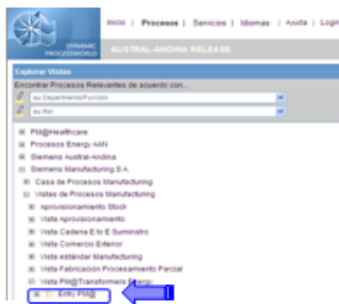 Inicio | Procesos | Servicios | Idiomas | Ayuda | Login
DYNAMIC
PROCESSWORLD
AUSTRAL-ANDINA RELEASE
Explorar Vistas
Encontrar Procesos Relevantes de acuerdo con...
su Departmento/Funcion
su Rol
PM@Healthcare
Procesos Energy AAN
Siemens Austral-Andina
Siemens Manufacturing S.A.
Casa de Procesos Manufacturing
Vistas de Procesos Manufacturing
Aprovisionamiento Stock
Vista Aprovisionamiento
Vista Cadena E to E Suministro
Vista Comercio Exterior
Vista estándar Manufacturing
Vista Fabricación Procesamiento Parcial
Vista PM@Transformers Energy
Entry PM@